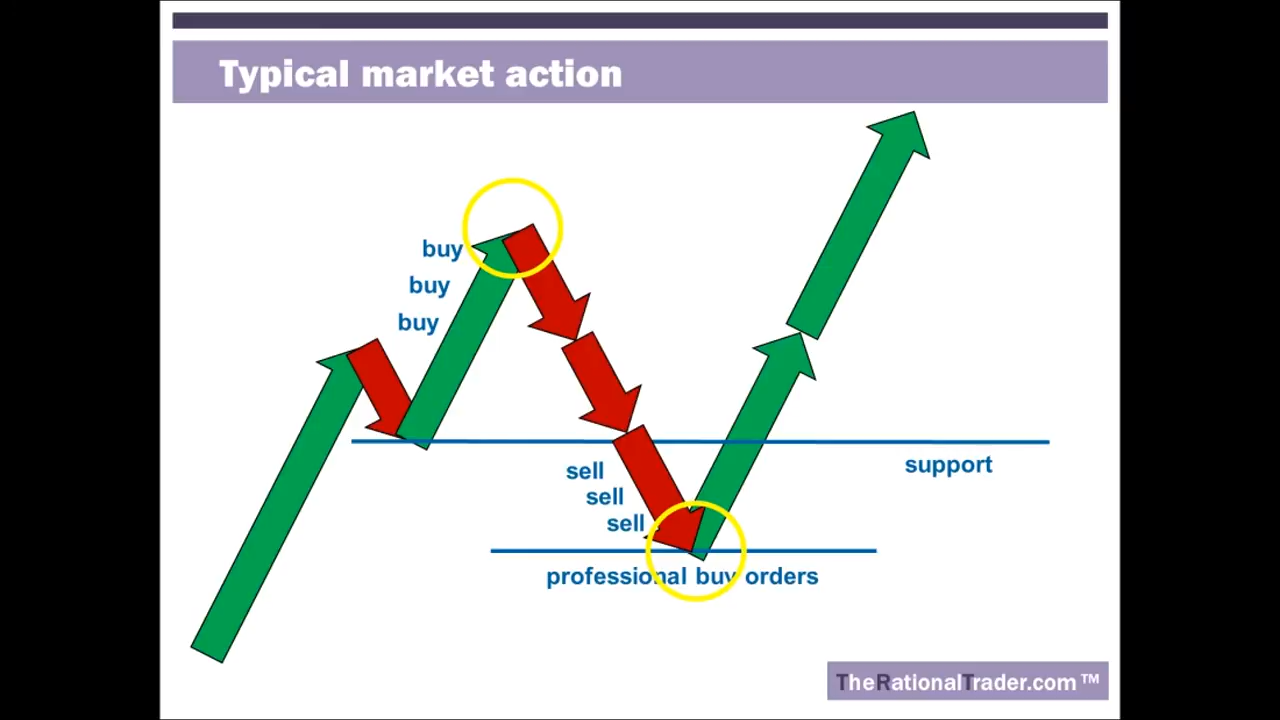 Typical market action
buy
buy
buy
support
sell
sell
sell
professional buy orders
TheRationalTrader.com™